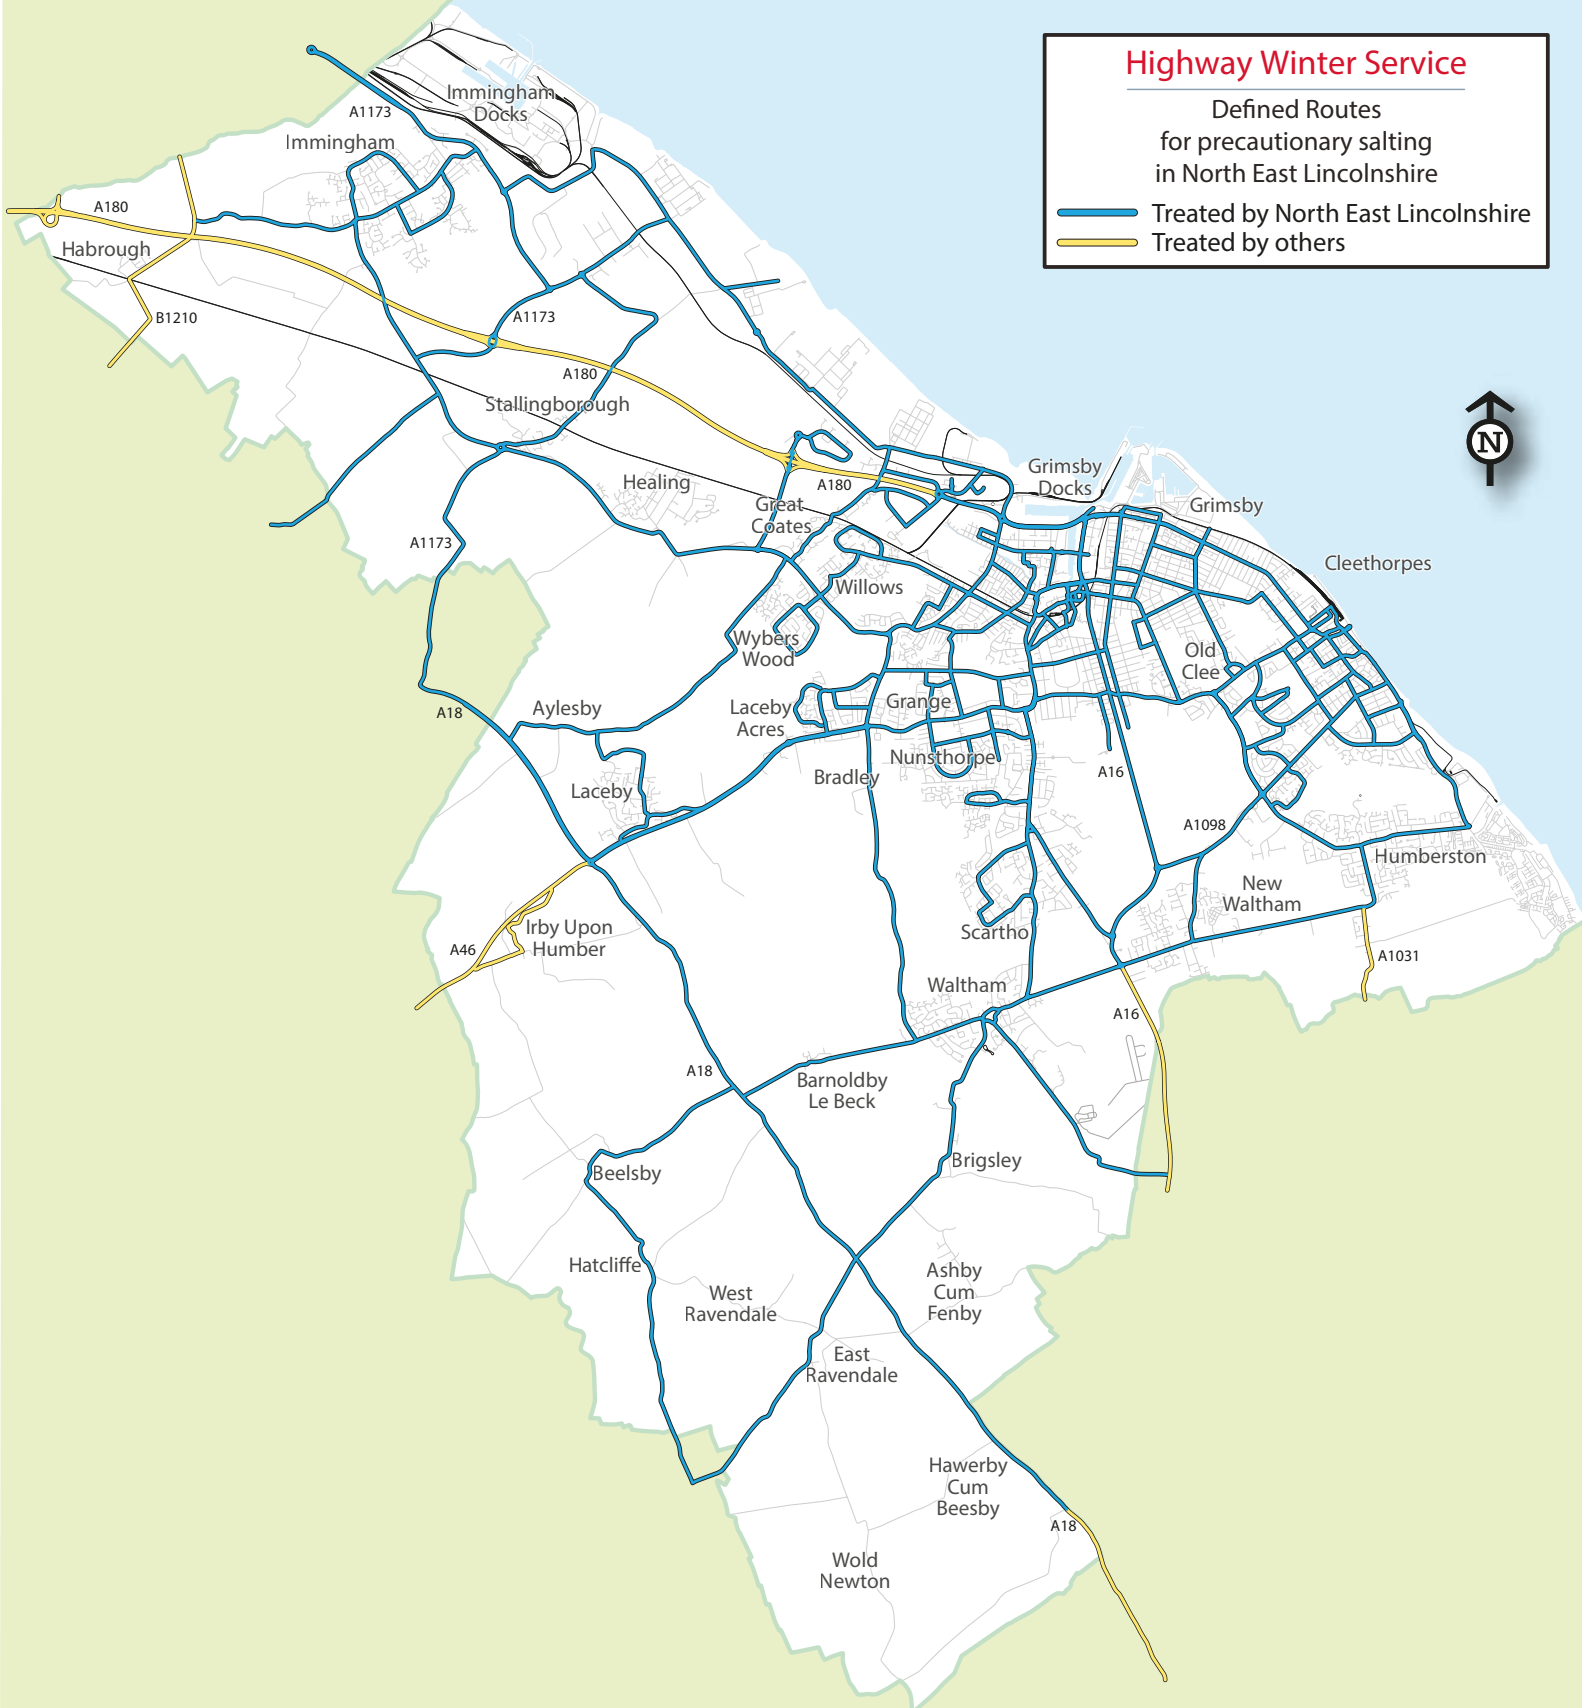 Highway Winter Service
Defined Routes
for precautionary salting
in North East Lincolnshire
Treated by North East Lincolnshire
Treated by others
Immingham
Docks
A1173
Immingham
A180
Habrough
B1210
A1173
A180
Stallingborough
Healing
A180
Great
Coates
Grimsby
Docks
Grimsby
N
A1173
Cleethorpes
Willows
Wybers
Wood
Old
Clee
A18
Aylesby
Laceby
Acres
Grange
Nunsthorpe
Bradley
A16
Laceby
A1098
Humberston
New
Waltham
Irby Upon
Humber
A46
Scartho
A1031
Waltham
A16
A18
Barnoldby
Le Beck
Beelsby
Brigsley
Hatcliffe
West
Ravendale
Ashby
Cum
Fenby
East
Ravendale
Hawerby
Cum
Beesby
A18
Wold
Newton